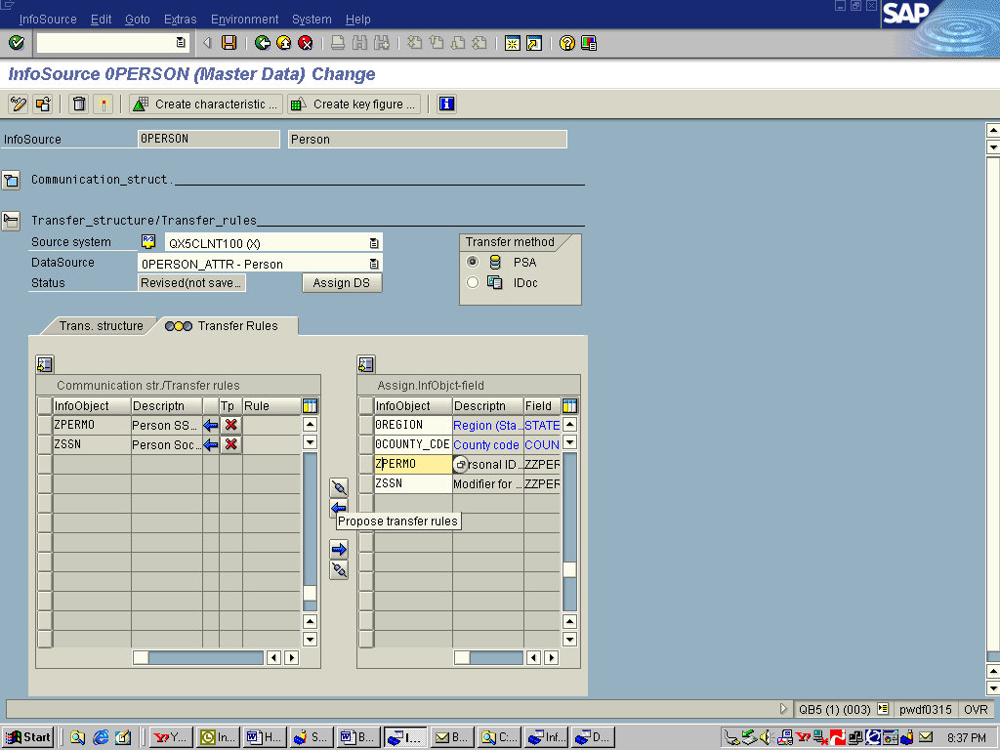 InfoSource Edit Goto Extras Environment System Help
SAP
InfoSource 0PERSON (Master Data) Change
Create characteristic ... Create key figure ...
InfoSource 0PERSON Person
Communication_struct.
Transfer_structure/Transfer_rules
Source system QX5CLNT100 (X)
DataSource 0PERSON_ATTR - Person
Status Revised(not save... Assign DS
Transfer method
PSA
IDoc
Trans. structure Transfer Rules
Communication str./Transfer rules
InfoObject Descriptn Tp Rule
ZPERMO Person SS...
ZSSN Person Soc...
Assign.InfObjct-field
InfoObject Descriptn Field
0REGION Region (Sta... STATE
0COUNTY_CDE County code COUN
ZPERMO rsonal ID... ZZPER
ZSSN Modifier for ... ZZPER
Propose transfer rules
QB5 (1) (003) pwdf0315 OVR
Start Y... In... H... S... B... I... B... C:... Inf... D... 8:37 PM